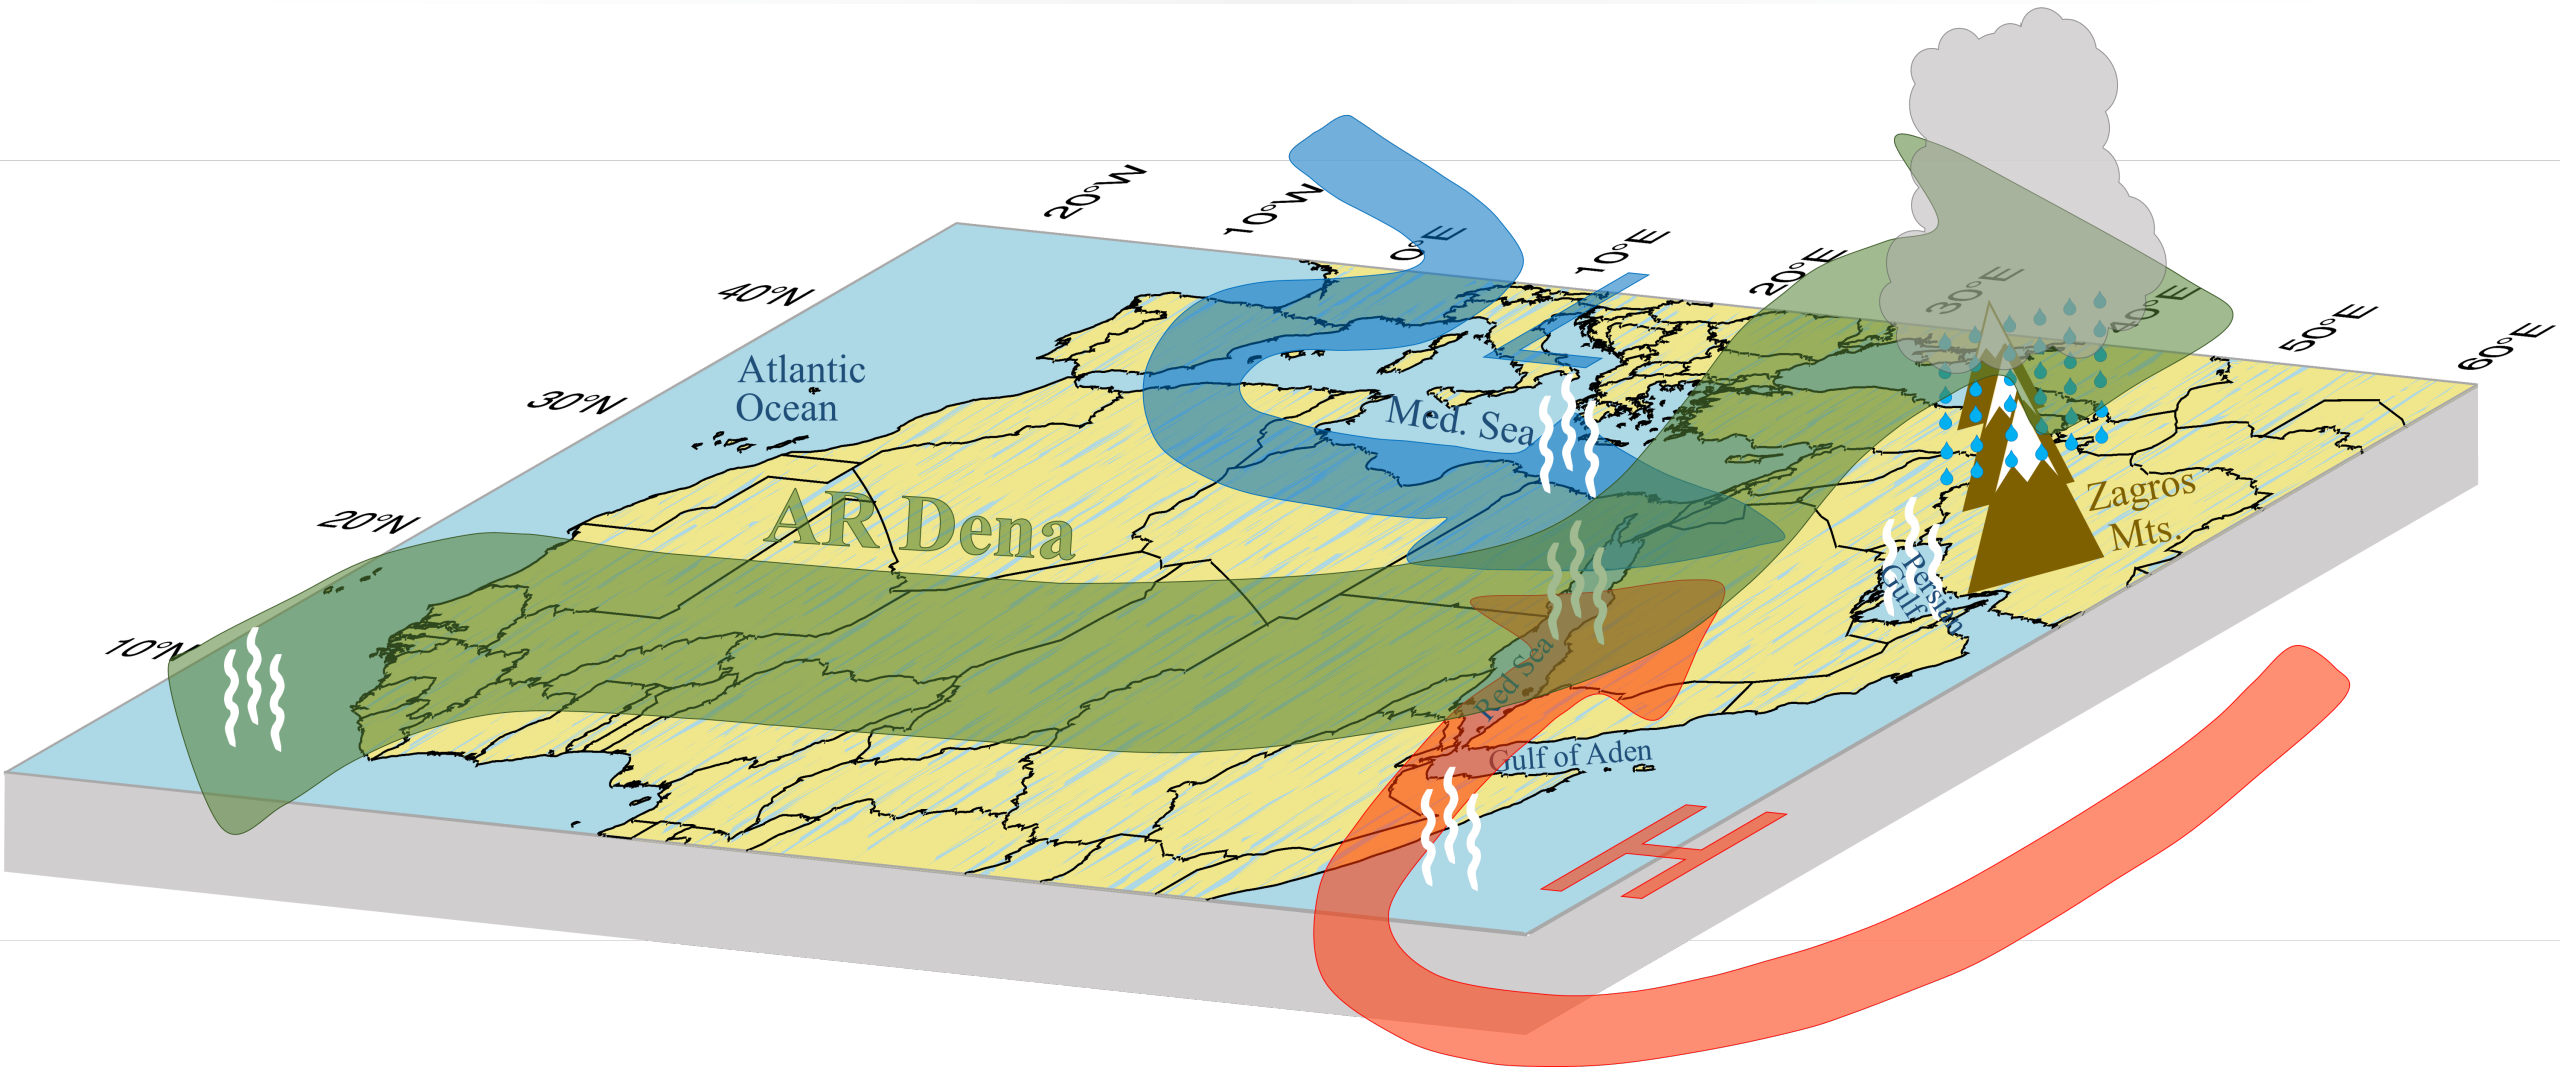 20°W
10°W
0°E
10°E
20°E
30°E
40°E
50°E
60°E
40°N
30°N
20°N
10°N
Atlantic
Ocean
L
Med. Sea
AR Dena
Zagros
Mts.
Persian
Gulf
Red Sea
Gulf of Aden
H